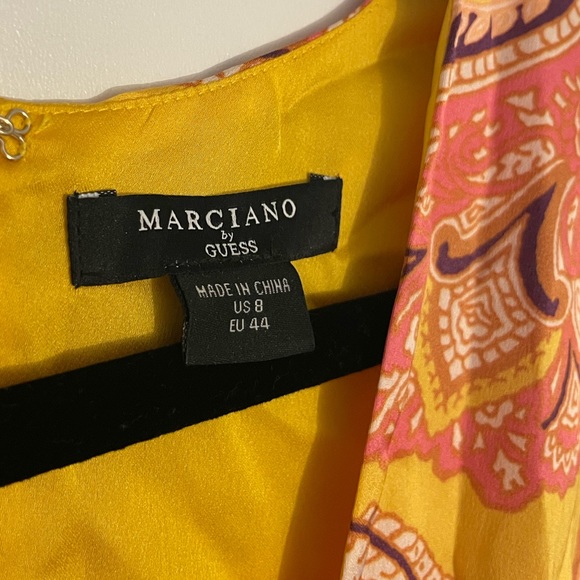 MARCIANO
by
GUESS
MADE IN CHINA
US 8
EU 44